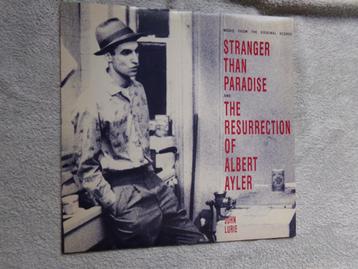 MUSIC FROM THE ORIGINAL SCORES
STRANGER
THAN
PARADISE
AND
THE
RESURRECTION
OF
ALBERT
AYLER
JOHN
LURIE